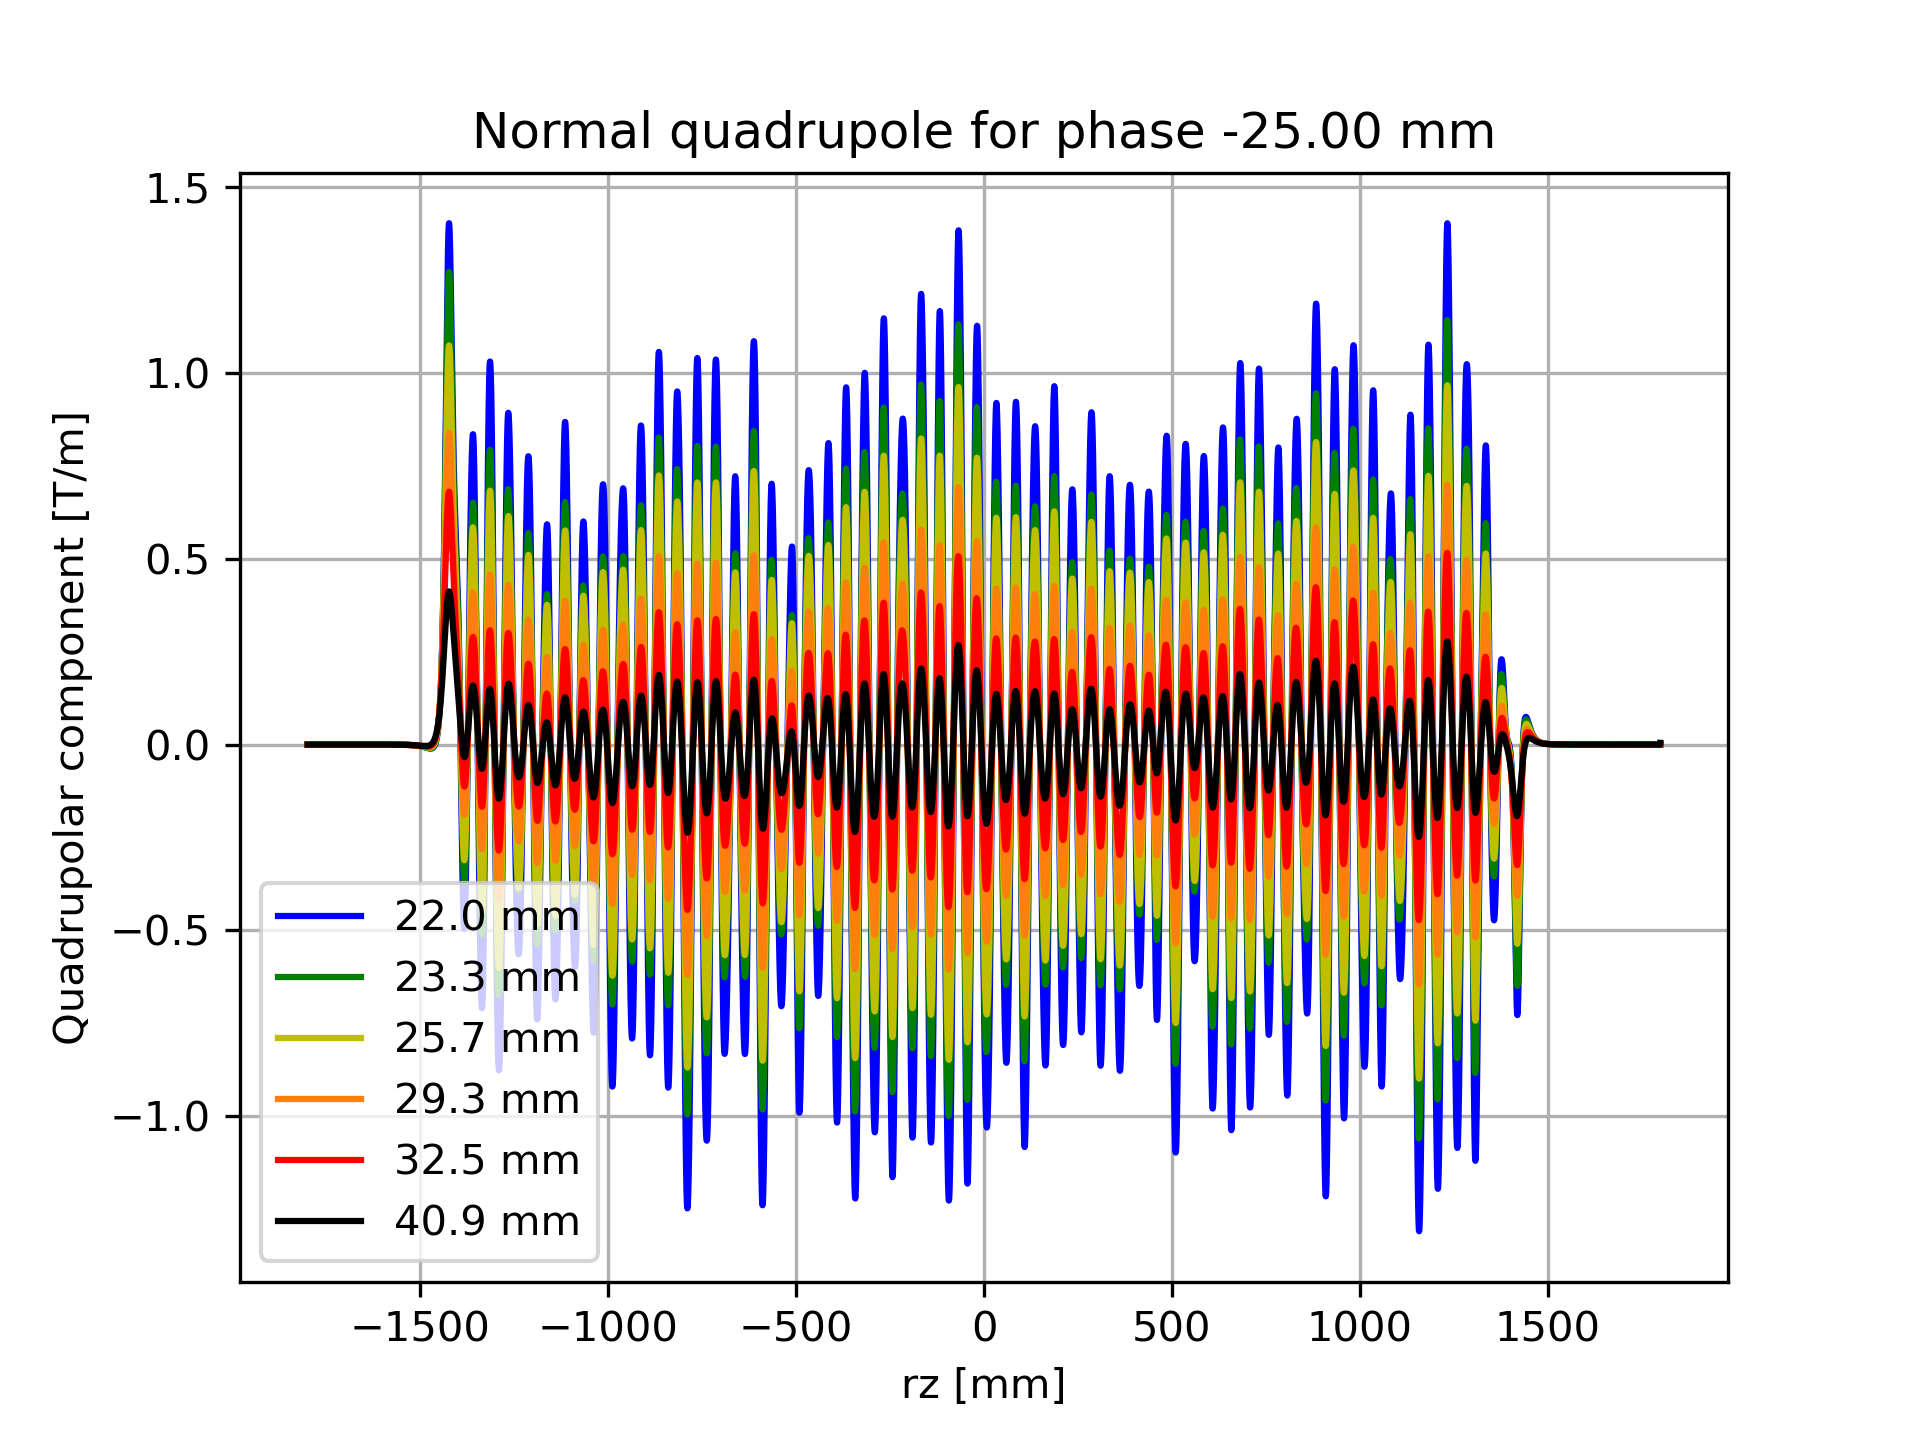 Normal quadrupole for phase -25.00 mm
Quadrupolar component [T/m]
1.5
1.0
0.5
0.0
−0.5
−1.0
22.0 mm
23.3 mm
25.7 mm
29.3 mm
32.5 mm
40.9 mm
−1500 −1000 −500 0 500 1000 1500
rz [mm]